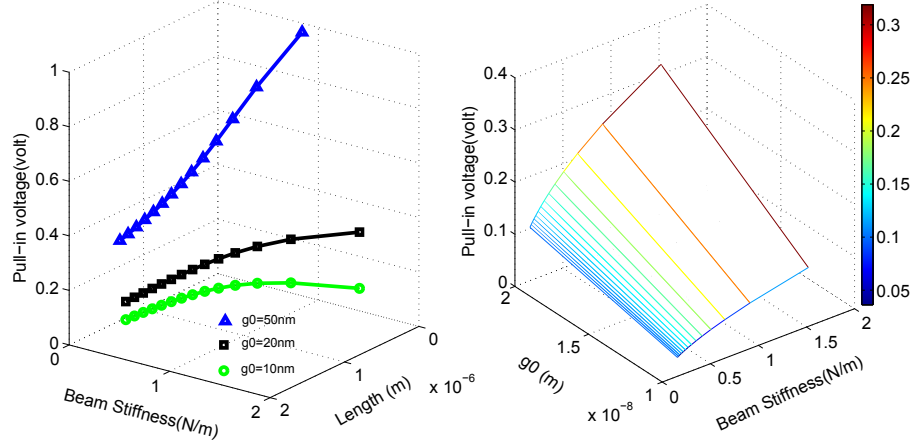 Pull−in voltage(volt)
1
0.8
0.6
0.4
0.2
0
0
1
2
Beam Stiffness(N/m)
2
1
0
Length (m)
x 10⁻⁶
g0=50nm
g0=20nm
g0=10nm
Pull−in voltage(volt)
0.4
0.3
0.2
0.1
0
2
1.5
1
g0 (m)
x 10⁻⁸
0
0.5
1
1.5
2
Beam Stiffness(N/m)
0.3
0.25
0.2
0.15
0.1
0.05